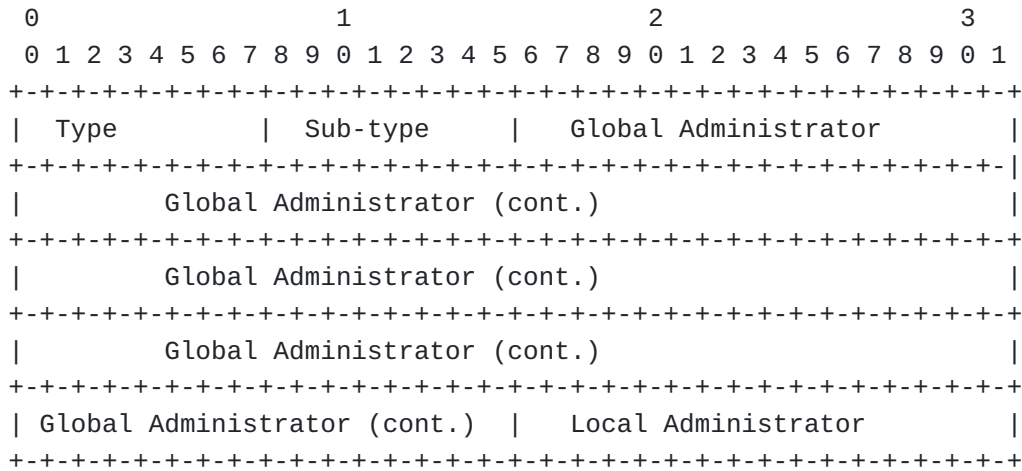 0                   1                   2                   3
 0 1 2 3 4 5 6 7 8 9 0 1 2 3 4 5 6 7 8 9 0 1 2 3 4 5 6 7 8 9 0 1
+-+-+-+-+-+-+-+-+-+-+-+-+-+-+-+-+-+-+-+-+-+-+-+-+-+-+-+-+-+-+-+-+
|  Type         |  Sub-type     |   Global Administrator        |
+-+-+-+-+-+-+-+-+-+-+-+-+-+-+-+-+-+-+-+-+-+-+-+-+-+-+-+-+-+-+-+-|
|         Global Administrator (cont.)                          |
+-+-+-+-+-+-+-+-+-+-+-+-+-+-+-+-+-+-+-+-+-+-+-+-+-+-+-+-+-+-+-+-+
|         Global Administrator (cont.)                          |
+-+-+-+-+-+-+-+-+-+-+-+-+-+-+-+-+-+-+-+-+-+-+-+-+-+-+-+-+-+-+-+-+
|         Global Administrator (cont.)                          |
+-+-+-+-+-+-+-+-+-+-+-+-+-+-+-+-+-+-+-+-+-+-+-+-+-+-+-+-+-+-+-+-+
| Global Administrator (cont.)  |   Local Administrator         |
+-+-+-+-+-+-+-+-+-+-+-+-+-+-+-+-+-+-+-+-+-+-+-+-+-+-+-+-+-+-+-+-+